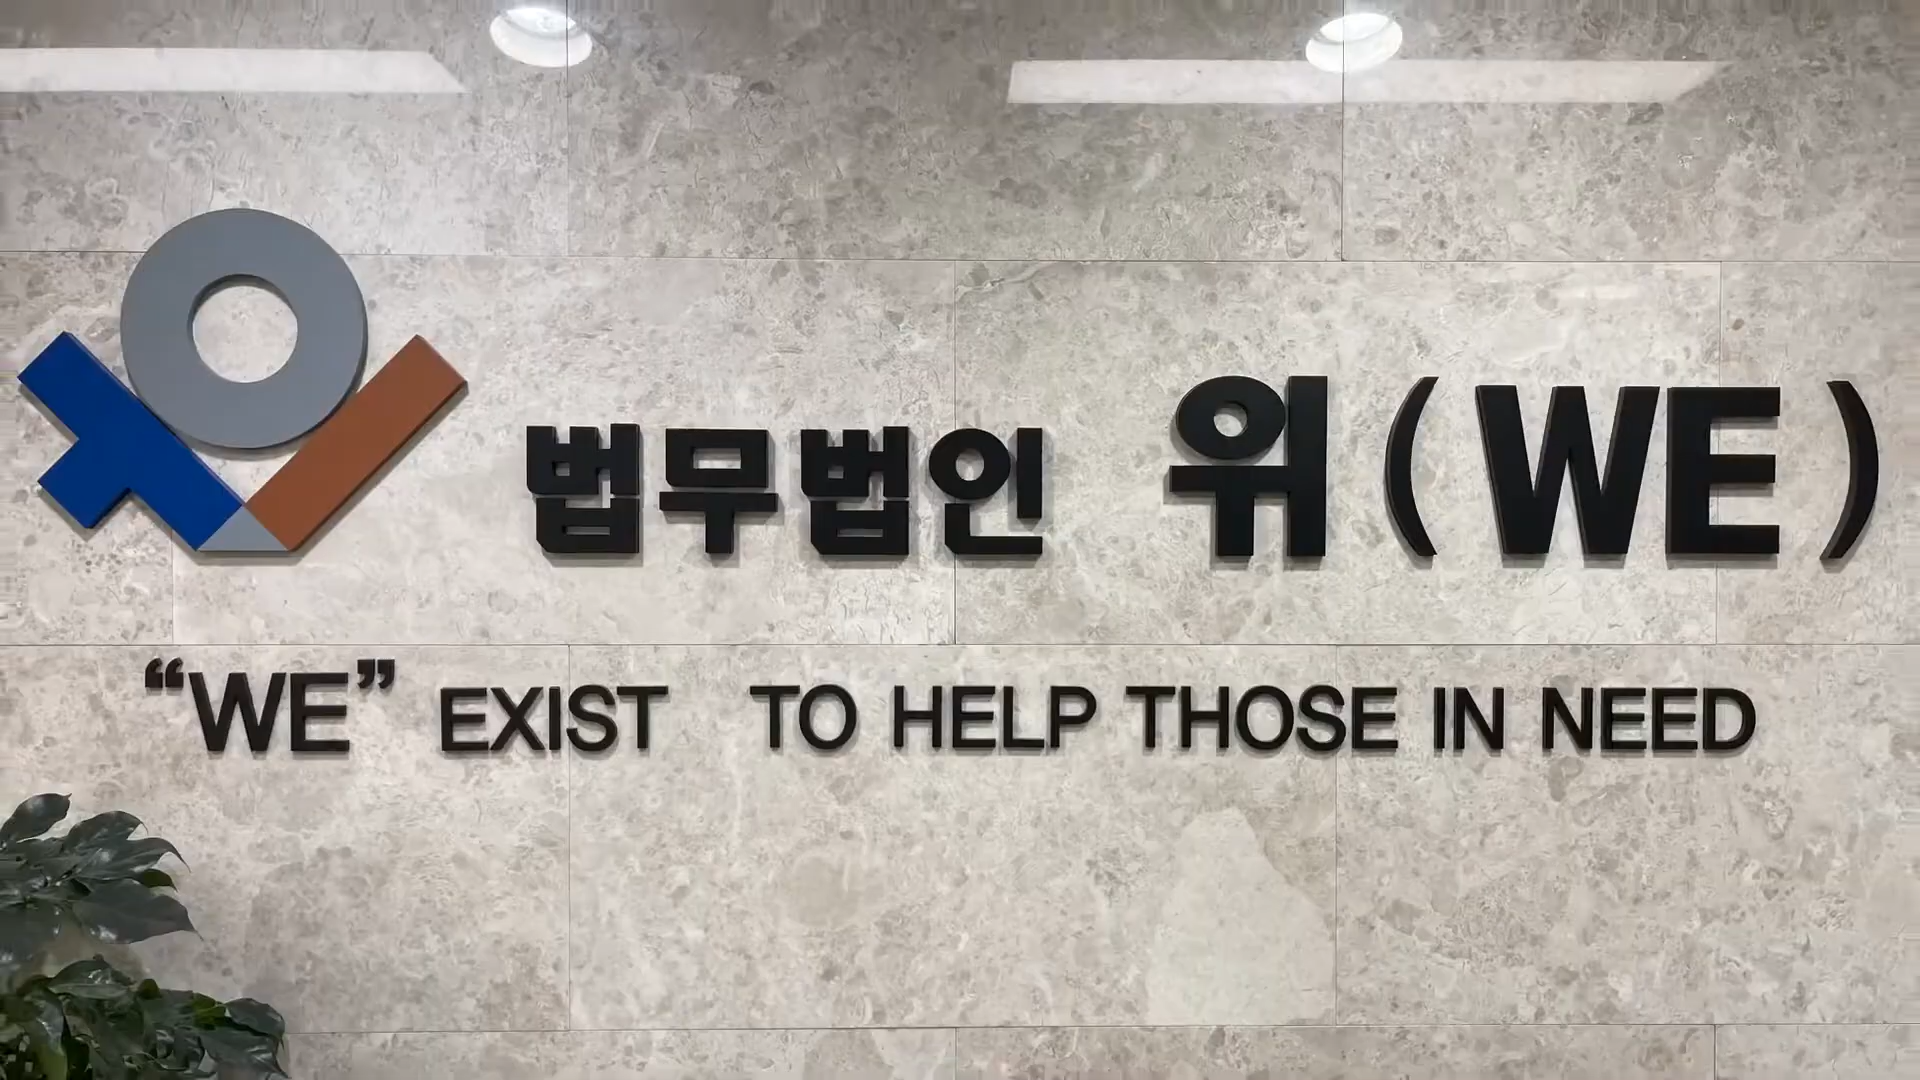 법무법인 위(WE)
“WE” EXIST TO HELP THOSE IN NEED